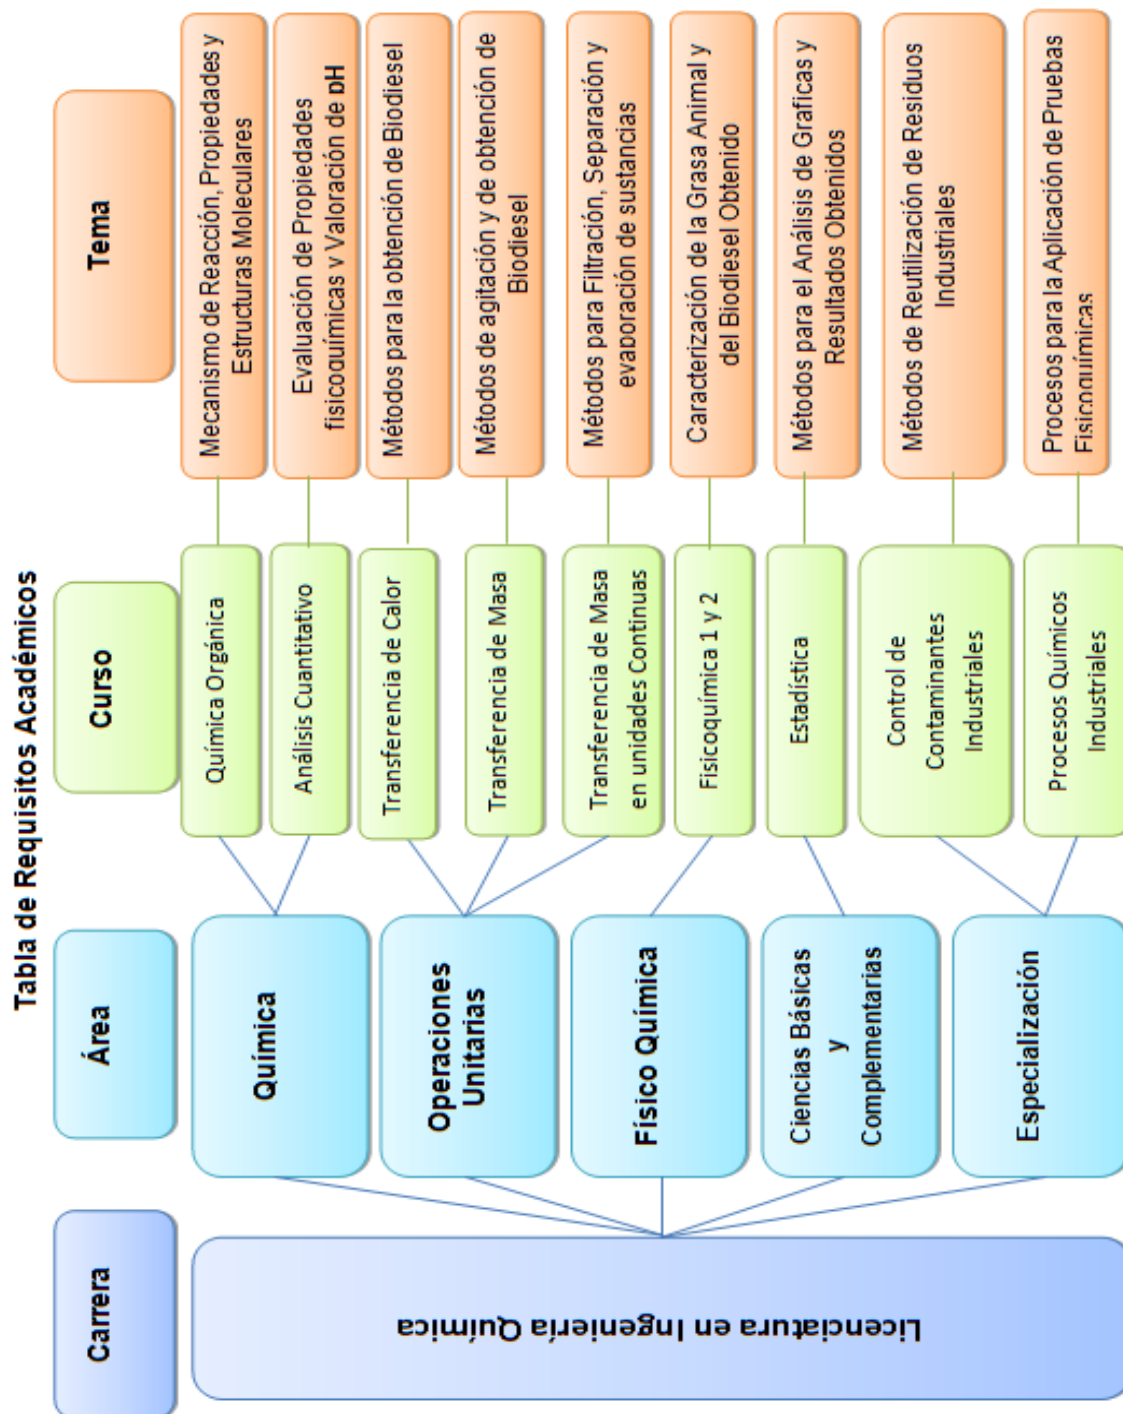 Tabla de Requisitos Académicos
Carrera
Área
Curso
Tema
Licenciatura en Ingeniería Química
Química
Química Orgánica
Mecanismo de Reacción, Propiedades y
Estructuras Moleculares
Análisis Cuantitativo
Evaluación de Propiedades
fisicoquímicas y Valoración de pH
Operaciones
Unitarias
Transferencia de Calor
Métodos para la obtención de Biodiesel
Transferencia de Masa
Métodos de agitación y de obtención de
Biodiesel
Transferencia de Masa
en unidades Continuas
Métodos para Filtración, Separación y
evaporación de sustancias
Físico Química
Fisicoquímica 1 y 2
Caracterización de la Grasa Animal y
del Biodiesel Obtenido
Ciencias Básicas
y
Complementarias
Estadística
Métodos para el Análisis de Graficas y
Resultados Obtenidos
Especialización
Control de
Contaminantes
Industriales
Métodos de Reutilización de Residuos
Industriales
Procesos Químicos
Industriales
Procesos para la Aplicación de Pruebas
Fisicoquímicas